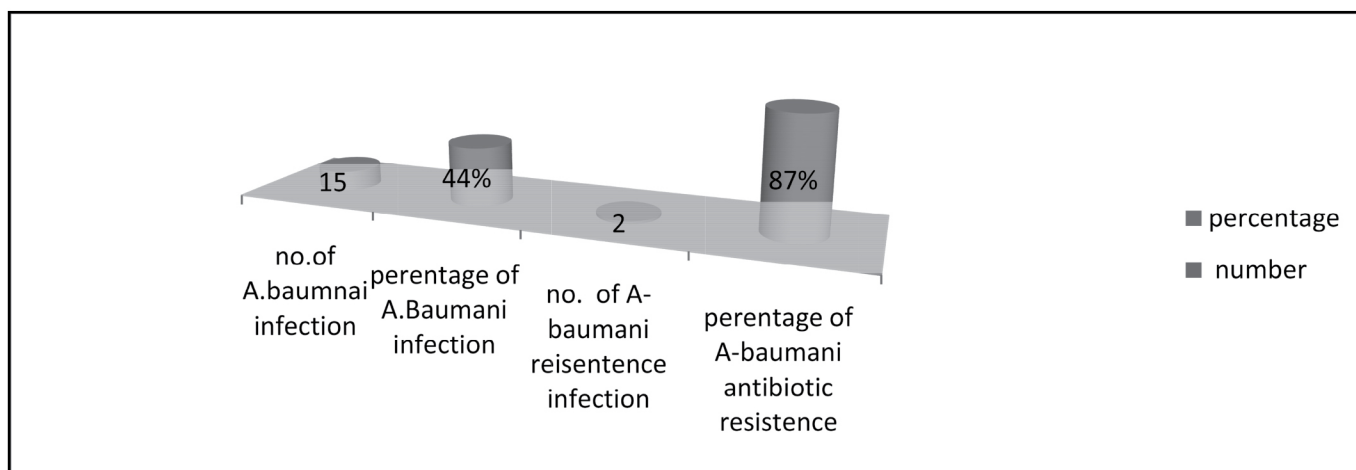 15
44%
2
87%
no.of
A.baumnai
infection
perentage of
A.Baumani
infection
no. of A-
baumani
reisentence
infection
perentage of
A-baumani
antibiotic
resistence
percentage
number